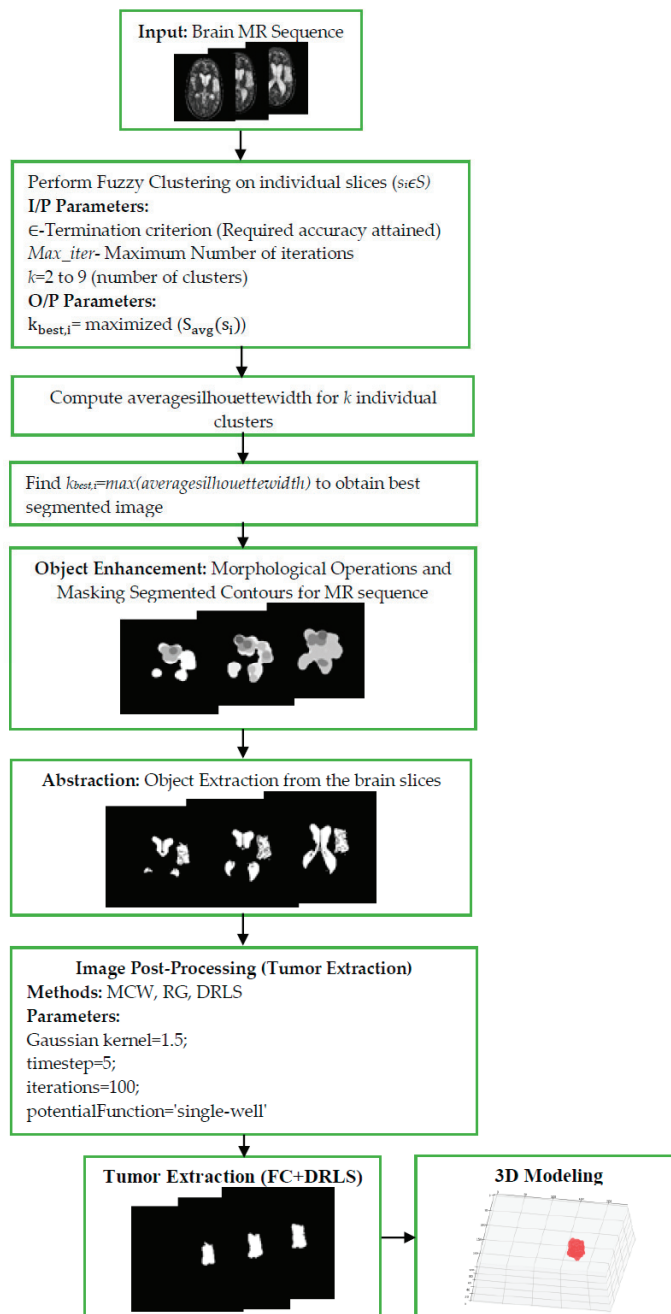 Input: Brain MR Sequence
Perform Fuzzy Clustering on individual slices (sᵢϵS)
I/P Parameters:
∈-Termination criterion (Required accuracy attained)
Max_iter- Maximum Number of iterations
k=2 to 9 (number of clusters)
O/P Parameters:
k_best,i= maximized (S_avg(sᵢ))
Compute averagesilhouettewidth for k individual
clusters
Find k_best,i=max(averagesilhouettewidth) to obtain best
segmented image
Object Enhancement: Morphological Operations and
Masking Segmented Contours for MR sequence
Abstraction: Object Extraction from the brain slices
Image Post-Processing (Tumor Extraction)
Methods: MCW, RG, DRLS
Parameters:
Gaussian kernel=1.5;
timestep=5;
iterations=100;
potentialFunction='single-well'
Tumor Extraction (FC+DRLS)
3D Modeling